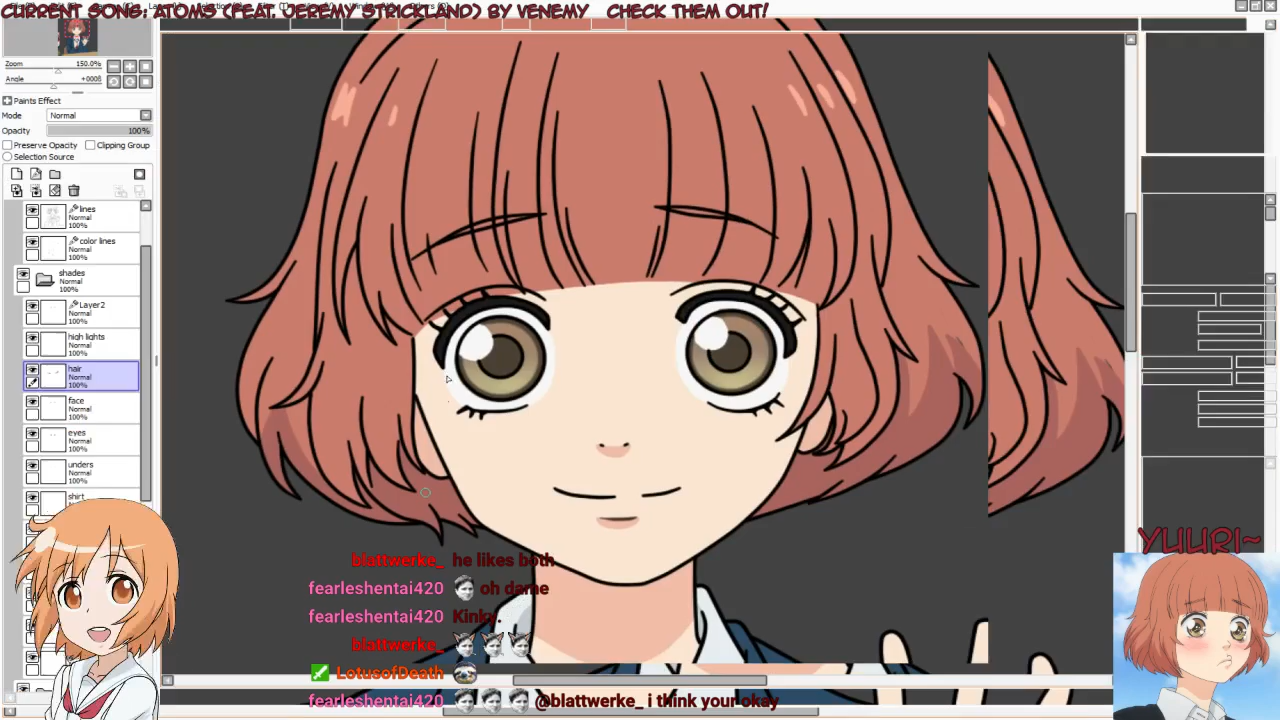 CURRENT SONG: ATOMS (FEAT. JEREMY STRICKLAND) BY VENEMY CHECK THEM OUT!
Zoom 150.0%
Angle +000ß
Paints Effect
Mode Normal
Opacity 100%
Preserve Opacity Clipping Group
Selection Source
lines
Normal
100%
color lines
Normal
100%
shades
Normal
100%
Layer2
Normal
100%
high lights
Normal
100%
hair
Normal
100%
face
Normal
100%
eyes
Normal
100%
unders
Normal
100%
shirt
YUURI~
blattwerke_ he likes both
fearleshentai420 oh dame
fearleshentai420 Kinky.
blattwerke_
LotusofDeath
fearleshentai420 @blattwerke_ i think your okay